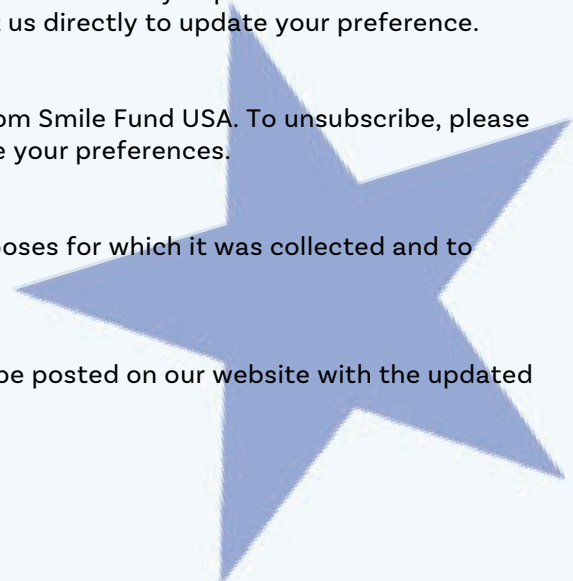 us directly to update your preference.
om Smile Fund USA. To unsubscribe, please
e your preferences.
oses for which it was collected and to
be posted on our website with the updated